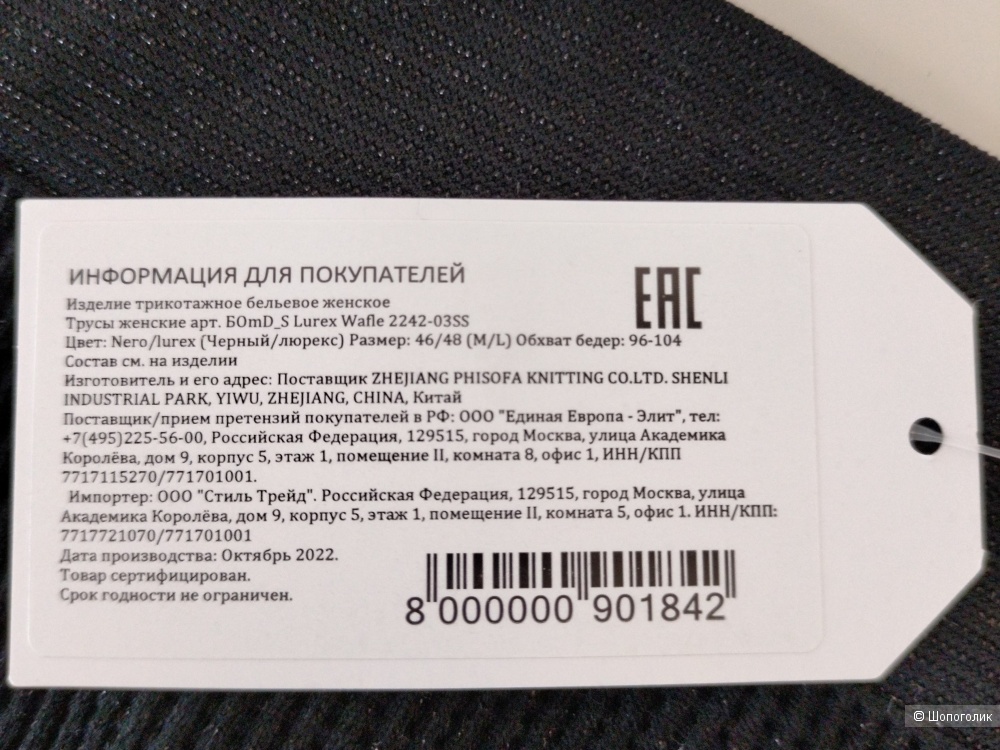 ИНФОРМАЦИЯ ДЛЯ ПОКУПАТЕЛЕЙ
EAC
Изделие трикотажное бельевое женское
Трусы женские арт. БОmD_S Lurex Wafle 2242-03SS
Цвет: Nero/lurex (Черный/люрекс) Размер: 46/48 (M/L) Обхват бедер: 96-104
Состав см. на изделии
Изготовитель и его адрес: Поставщик ZHEJIANG PHISOFA KNITTING CO.LTD. SHENLI
INDUSTRIAL PARK, YIWU, ZHEJIANG, CHINA, Китай
Поставщик/прием претензий покупателей в РФ: ООО "Единая Европа - Элит", тел:
+7(495)225-56-00, Российская Федерация, 129515, город Москва, улица Академика
Королёва, дом 9, корпус 5, этаж 1, помещение II, комната 8, офис 1, ИНН/КПП
7717115270/771701001.
Импортер: ООО "Стиль Трейд". Российская Федерация, 129515, город Москва, улица
Академика Королёва, дом 9, корпус 5, этаж 1, помещение II, комната 5, офис 1. ИНН/КПП:
7717721070/771701001
Дата производства: Октябрь 2022.
Товар сертифицирован.
Срок годности не ограничен.
8 000000 901842
© Шопоголик